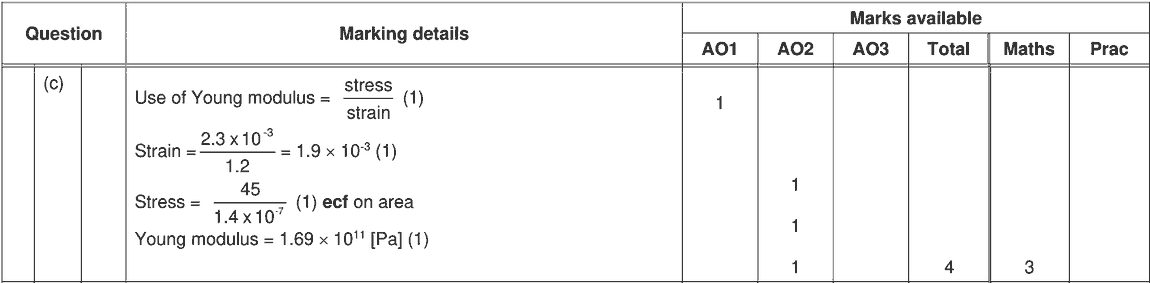 Question Marking details Marks available
AO1 AO2 AO3 Total Maths Prac
(c) Use of Young modulus = stress / strain (1) 1
Strain = 2.3 x 10⁻³ / 1.2 = 1.9 × 10⁻³ (1) 1
Stress = 45 / 1.4 x 10⁻⁷ (1) ecf on area 1
Young modulus = 1.69 × 10¹¹ [Pa] (1) 1 4 3